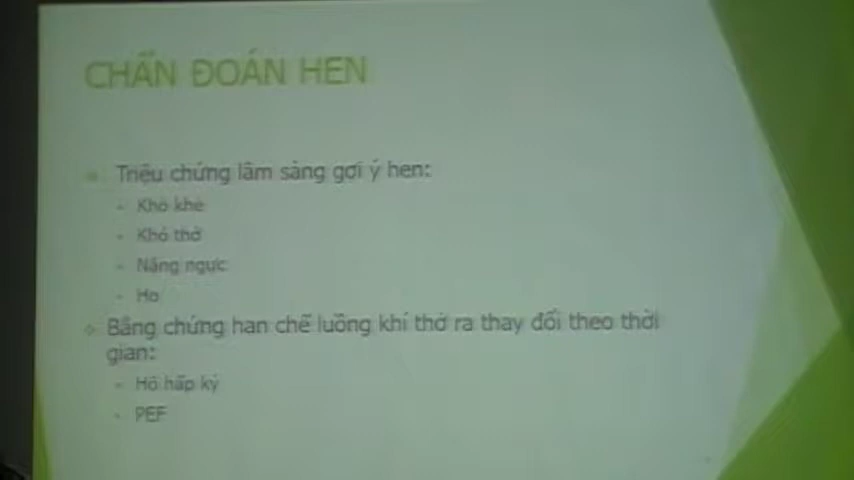 CHẨN ĐOÁN HEN
Triệu chứng lâm sàng gợi ý hen:
- Khò khè
- Khó thở
- Nặng ngực
- Ho
Bằng chứng hạn chế luồng khí thở ra thay đổi theo thời
gian:
- Hô hấp ký
- PEF